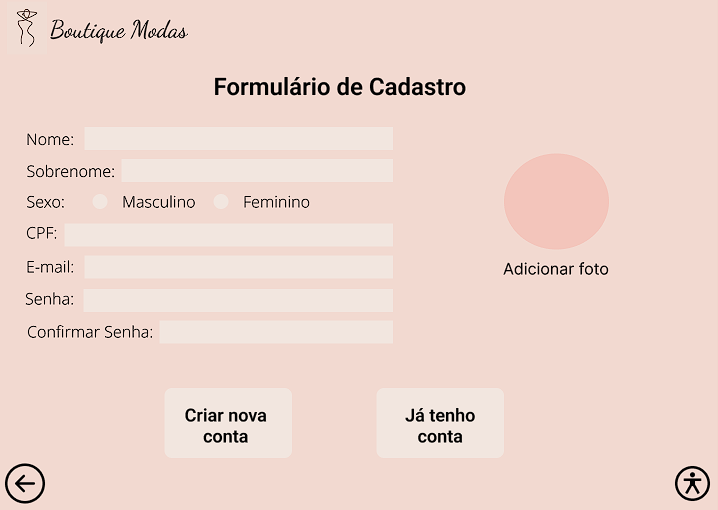 Boutique Modas
Formulário de Cadastro
Nome:
Sobrenome:
Sexo: Masculino Feminino
CPF:
E-mail:
Senha:
Confirmar Senha:
Adicionar foto
Criar nova
conta
Já tenho
conta